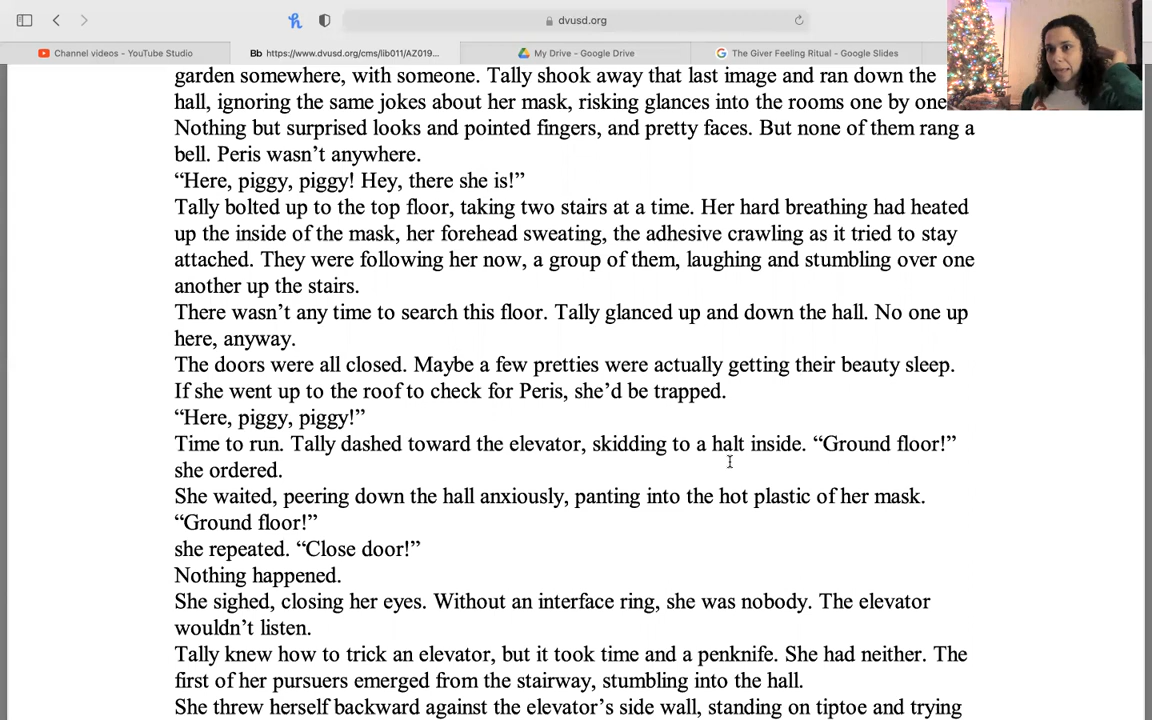 dvusd.org
Channel videos - YouTube Studio
Bb https://www.dvusd.org/cms/lib011/AZ019...
My Drive - Google Drive
The Giver Feeling Ritual - Google Slides
garden somewhere, with someone. Tally shook away that last image and ran down the
hall, ignoring the same jokes about her mask, risking glances into the rooms one by one
Nothing but surprised looks and pointed fingers, and pretty faces. But none of them rang a
bell. Peris wasn’t anywhere.
“Here, piggy, piggy! Hey, there she is!”
Tally bolted up to the top floor, taking two stairs at a time. Her hard breathing had heated
up the inside of the mask, her forehead sweating, the adhesive crawling as it tried to stay
attached. They were following her now, a group of them, laughing and stumbling over one
another up the stairs.
There wasn’t any time to search this floor. Tally glanced up and down the hall. No one up
here, anyway.
The doors were all closed. Maybe a few pretties were actually getting their beauty sleep.
If she went up to the roof to check for Peris, she’d be trapped.
“Here, piggy, piggy!”
Time to run. Tally dashed toward the elevator, skidding to a halt inside. “Ground floor!”
she ordered.
She waited, peering down the hall anxiously, panting into the hot plastic of her mask.
“Ground floor!”
she repeated. “Close door!”
Nothing happened.
She sighed, closing her eyes. Without an interface ring, she was nobody. The elevator
wouldn’t listen.
Tally knew how to trick an elevator, but it took time and a penknife. She had neither. The
first of her pursuers emerged from the stairway, stumbling into the hall.
She threw herself backward against the elevator’s side wall, standing on tiptoe and trying